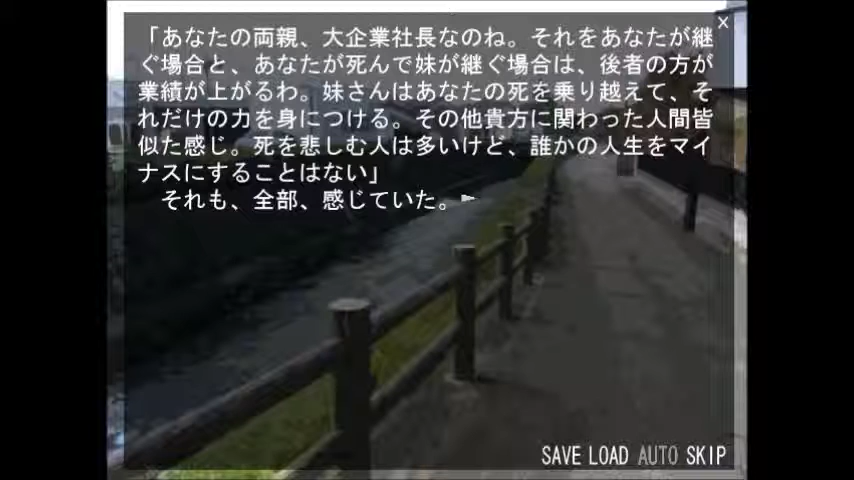 「あなたの両親、大企業社長なのね。それをあなたが継
ぐ場合と、あなたが死んで妹が継ぐ場合は、後者の方が
業績が上がるわ。妹さんはあなたの死を乗り越えて、そ
れだけの力を身につける。その他貴方に関わった人間皆
似た感じ。死を悲しむ人は多いけど、誰かの人生をマイ
ナスにすることはない」
　それも、全部、感じていた。
SAVE LOAD AUTO SKIP